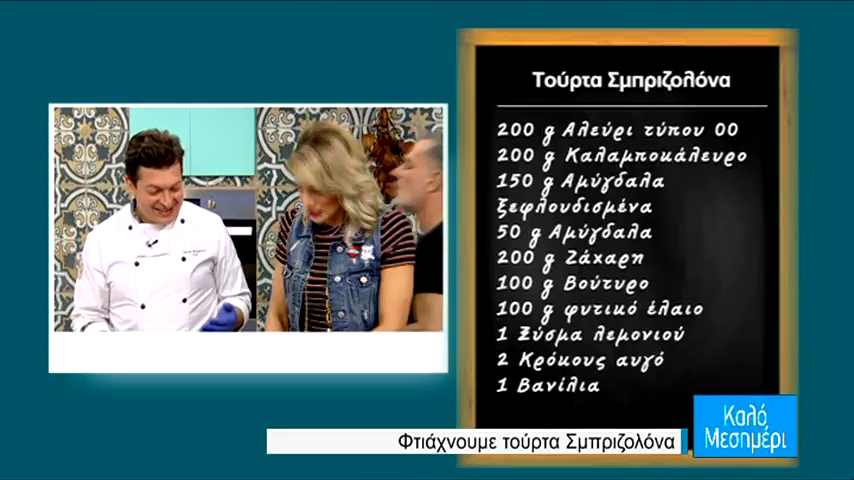 Τούρτα Σμπριζολόνα
200 g Αλεύρι τύπου 00
200 g Καλαμποκάλευρο
150 g Αμύγδαλα
ξεφλουδισμένα
50 g Αμύγδαλα
200 g Ζάχαρη
100 g Βούτυρο
100 g φυτικό έλαιο
1 Ξύσμα λεμονιού
2 Κρόκους αυγό
1 Βανίλια
Καλό
Μεσημέρι
Φτιάχνουμε τούρτα Σμπριζολόνα